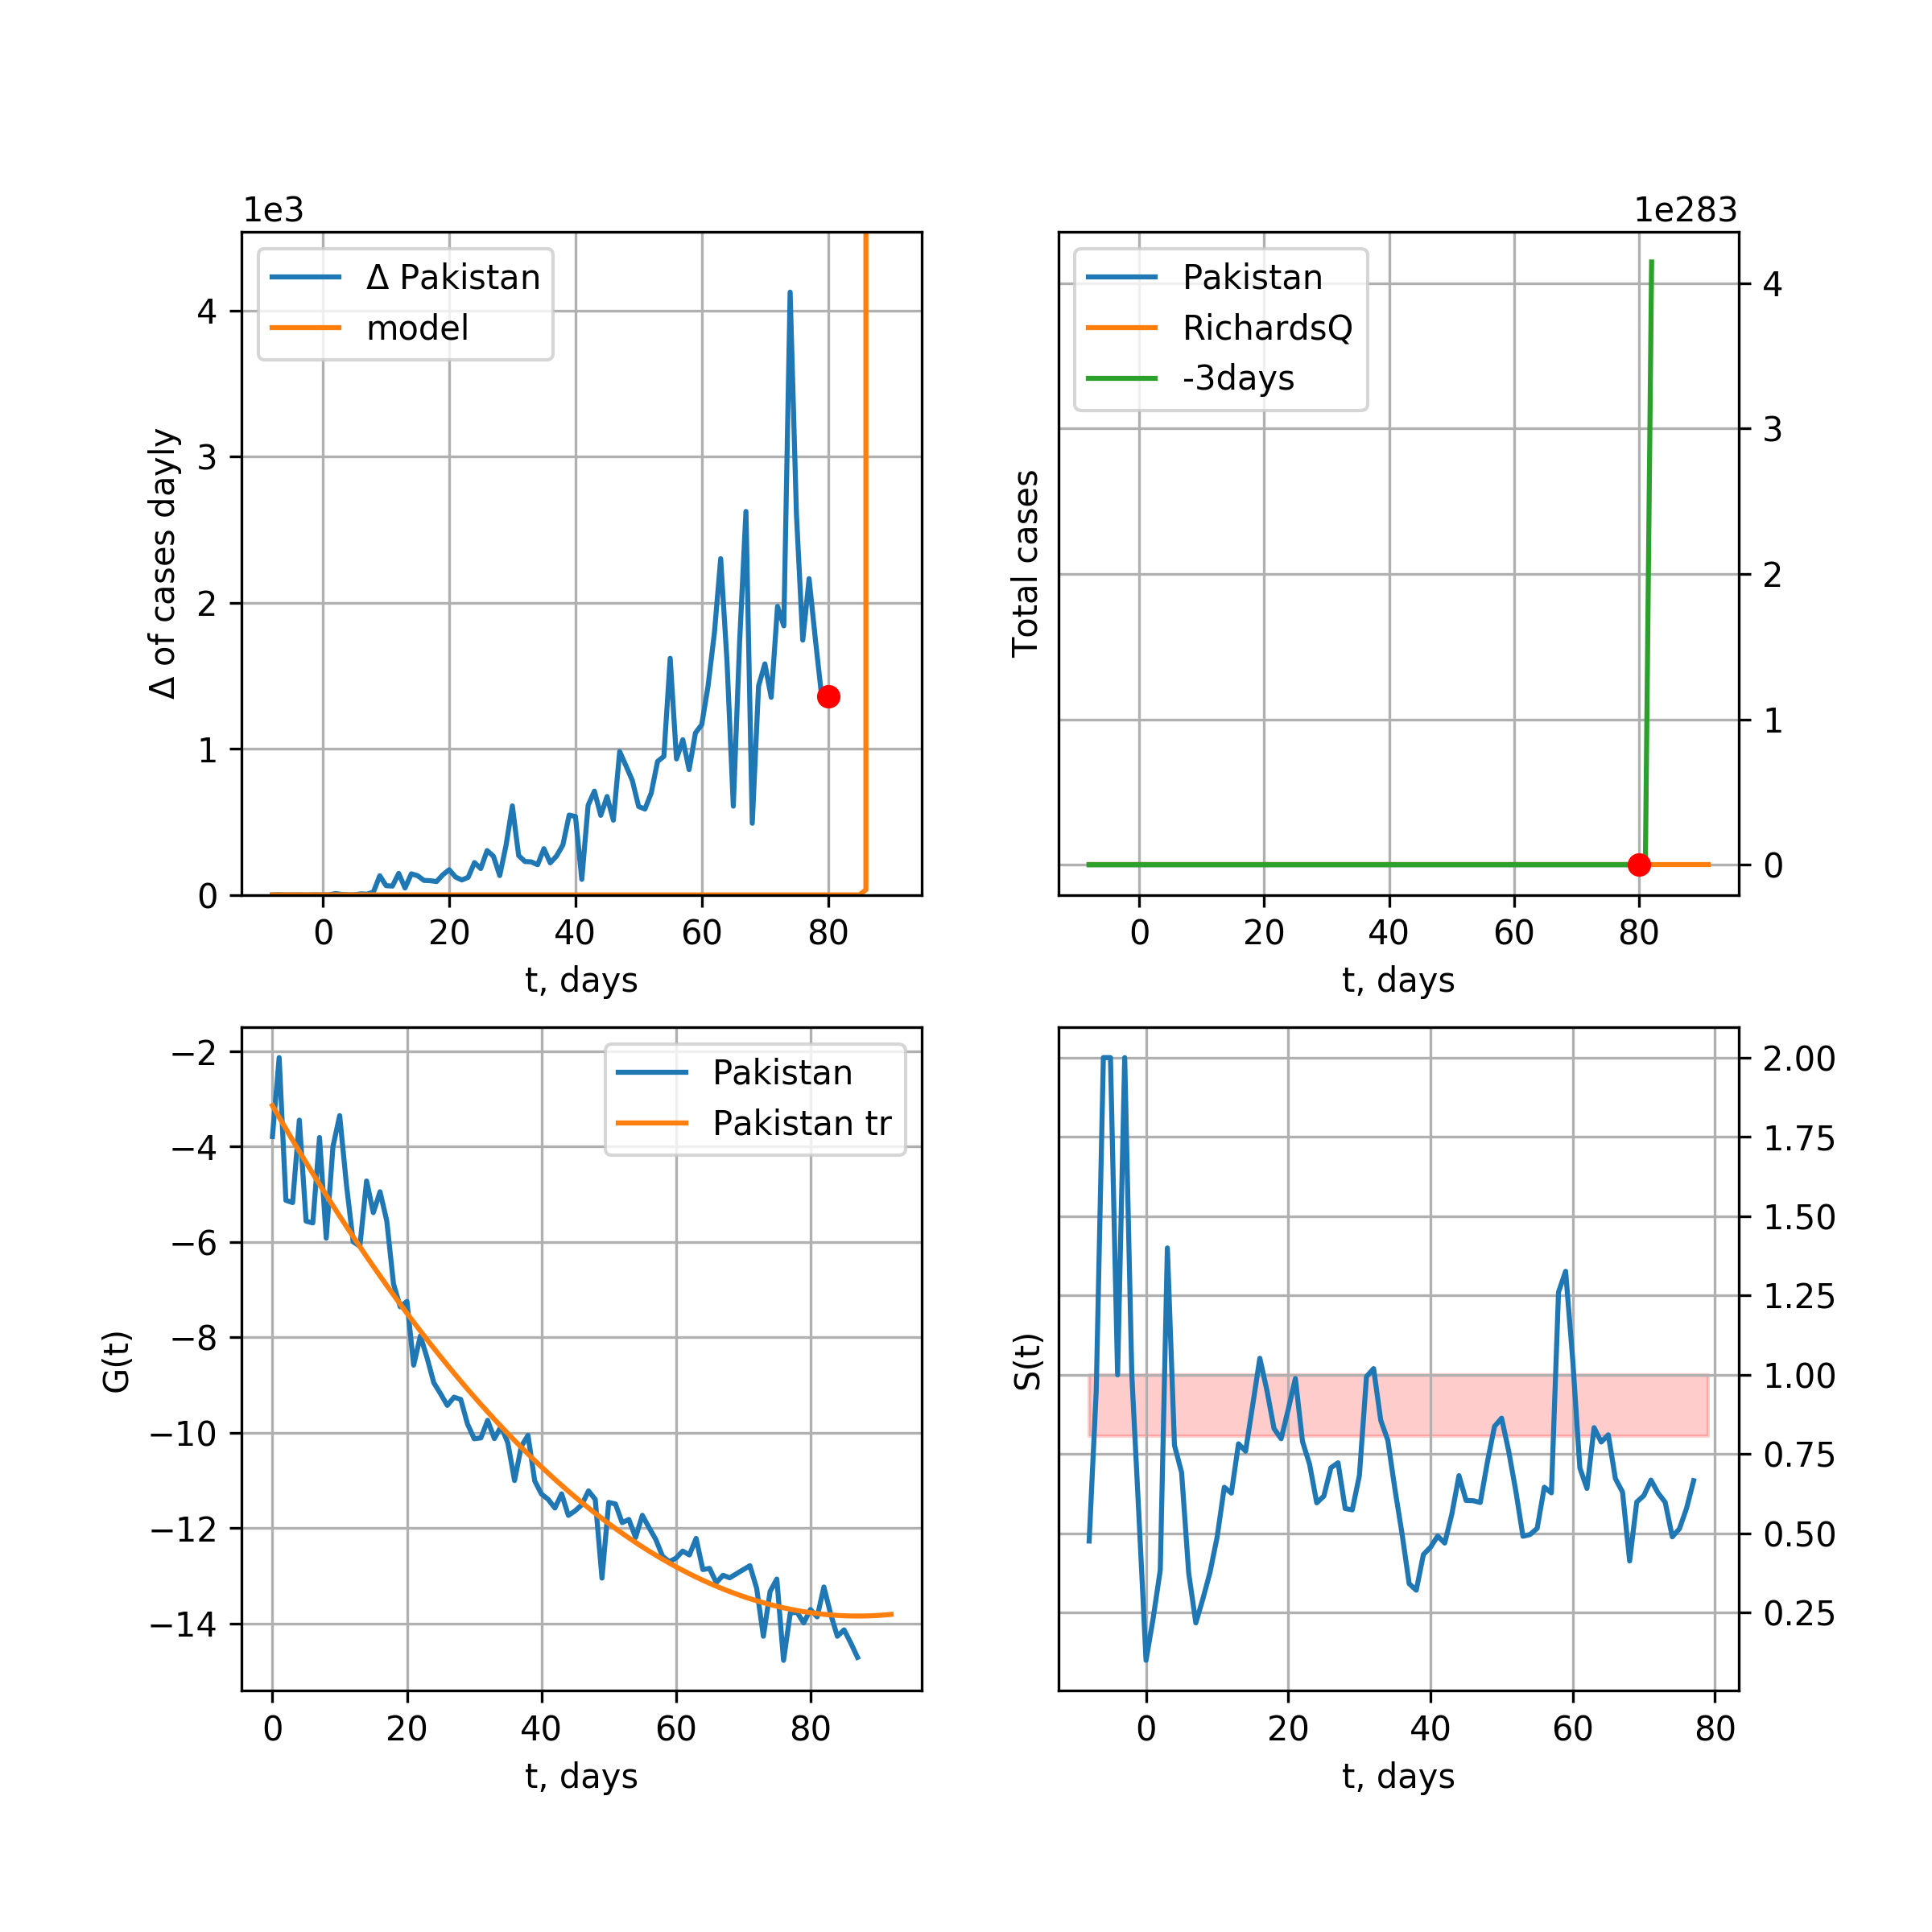 1e3
Δ Pakistan
model
4
3
2
1
0
Δ of cases dayly
0 20 40 60 80
t, days
1e283
Pakistan
RichardsQ
-3days
Total cases
4
3
2
1
0
0 20 40 60 80
t, days
Pakistan
Pakistan tr
−2
−4
−6
−8
−10
−12
−14
G(t)
0 20 40 60 80
t, days
S(t)
2.00
1.75
1.50
1.25
1.00
0.75
0.50
0.25
0 20 40 60 80
t, days